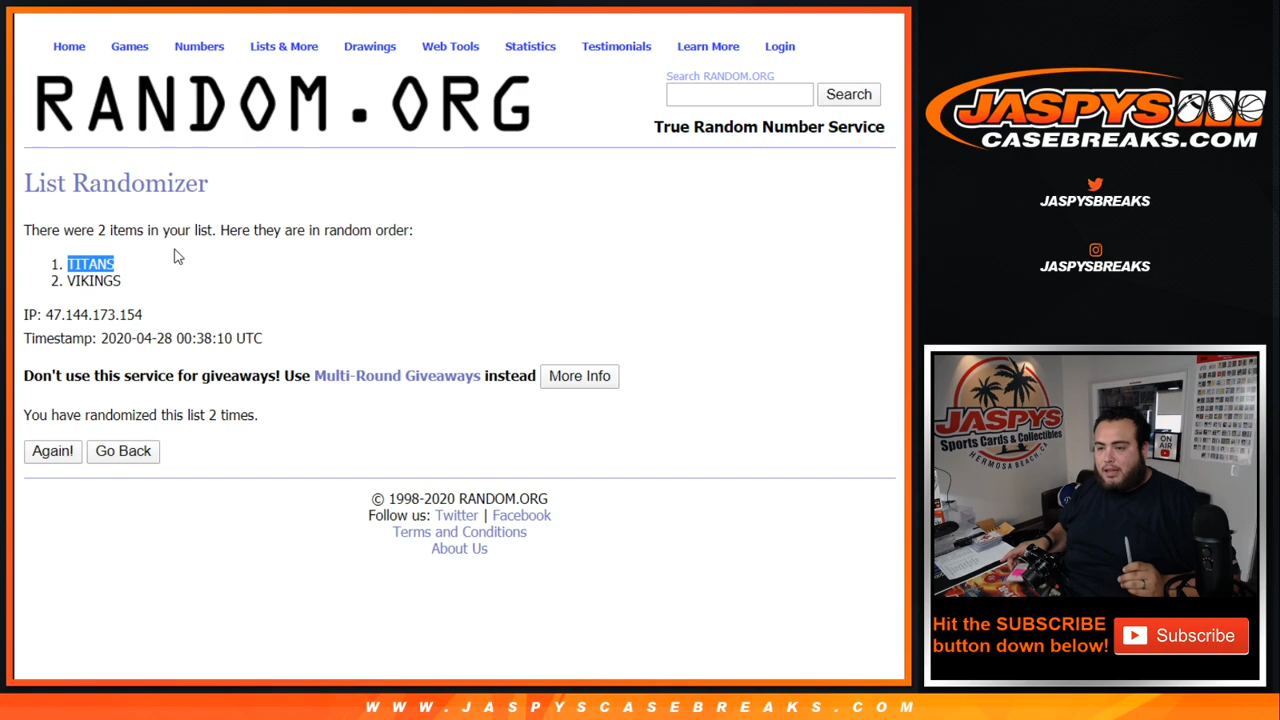 Home Games Numbers Lists & More Drawings Web Tools Statistics Testimonials Learn More Login
RANDOM.ORG
Search RANDOM.ORG
Search
True Random Number Service
List Randomizer
There were 2 items in your list. Here they are in random order:
1. TITANS
2. VIKINGS
IP: 47.144.173.154
Timestamp: 2020-04-28 00:38:10 UTC
Don't use this service for giveaways! Use Multi-Round Giveaways instead More Info
You have randomized this list 2 times.
Again! Go Back
© 1998-2020 RANDOM.ORG
Follow us: Twitter | Facebook
Terms and Conditions
About Us
JASPYS
CASEBREAKS.COM
JASPYSBREAKS
JASPYSBREAKS
JASPYS
Sports Cards & Collectibles
HERMOSA BEACH, CA
ON
AIR
Hit the SUBSCRIBE
button down below!
Subscribe
WWW.JASPYSCASEBREAKS.COM